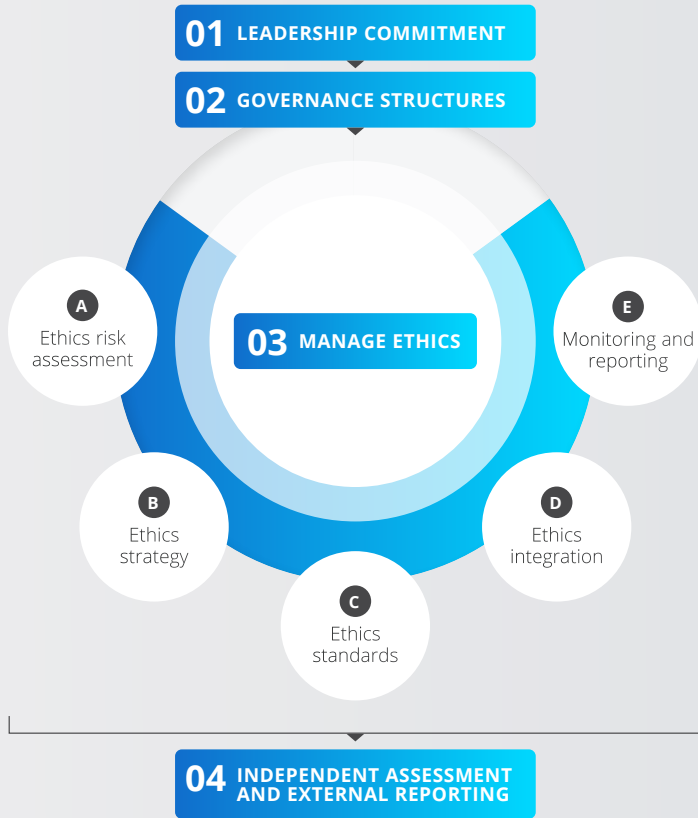 01 LEADERSHIP COMMITMENT
02 GOVERNANCE STRUCTURES
03 MANAGE ETHICS
A
Ethics risk
assessment
B
Ethics
strategy
C
Ethics
standards
D
Ethics
integration
E
Monitoring and
reporting
04 INDEPENDENT ASSESSMENT
AND EXTERNAL REPORTING